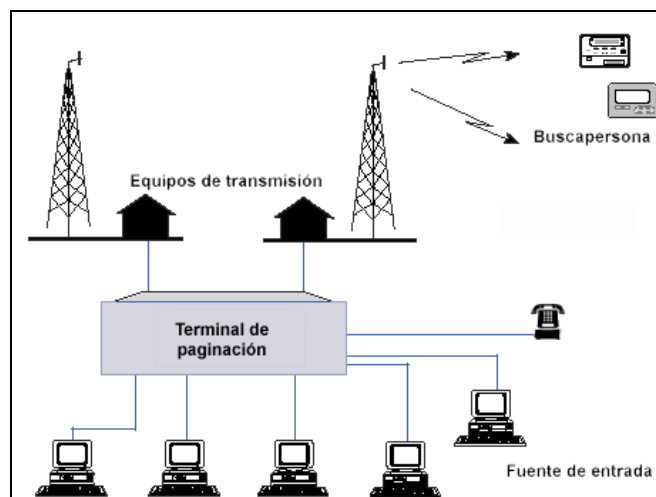 Buscapersona
Equipos de transmisión
Terminal de
paginación
Fuente de entrada